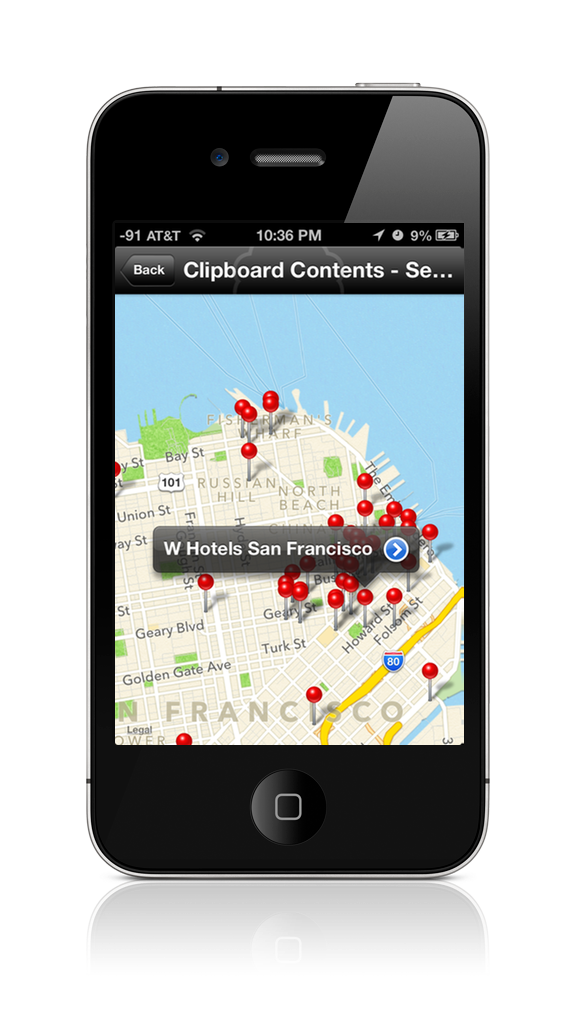 -91 AT&T 10:36 PM 9%
Back Clipboard Contents - Se...
FISHERMAN'S
WHARF
Bay St
101
RUSSIAN
HILL
NORTH
BEACH
Union St
W Hotels San Francisco
St
Geary St
Howard St
Folsom St
Geary Blvd
Turk St
80
Golden Gate Ave
N FRANCISCO
Legal
OWER
3